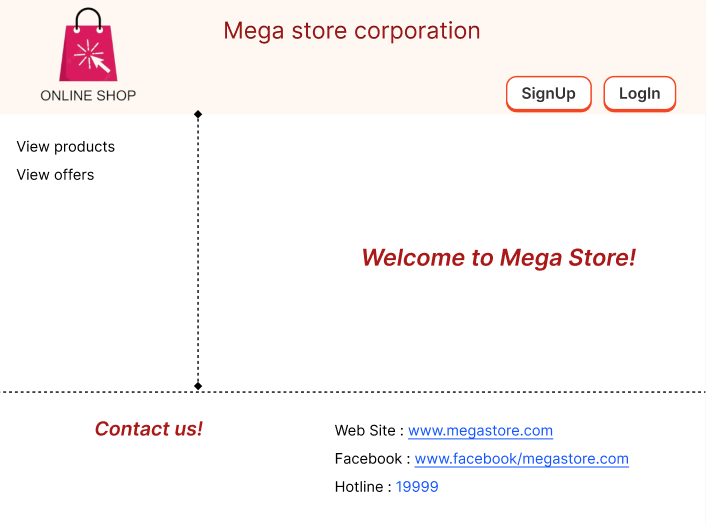 Mega store corporation
ONLINE SHOP
SignUp
LogIn
View products
View offers
Welcome to Mega Store!
Contact us!
Web Site : www.megastore.com
Facebook : www.facebook/megastore.com
Hotline : 19999